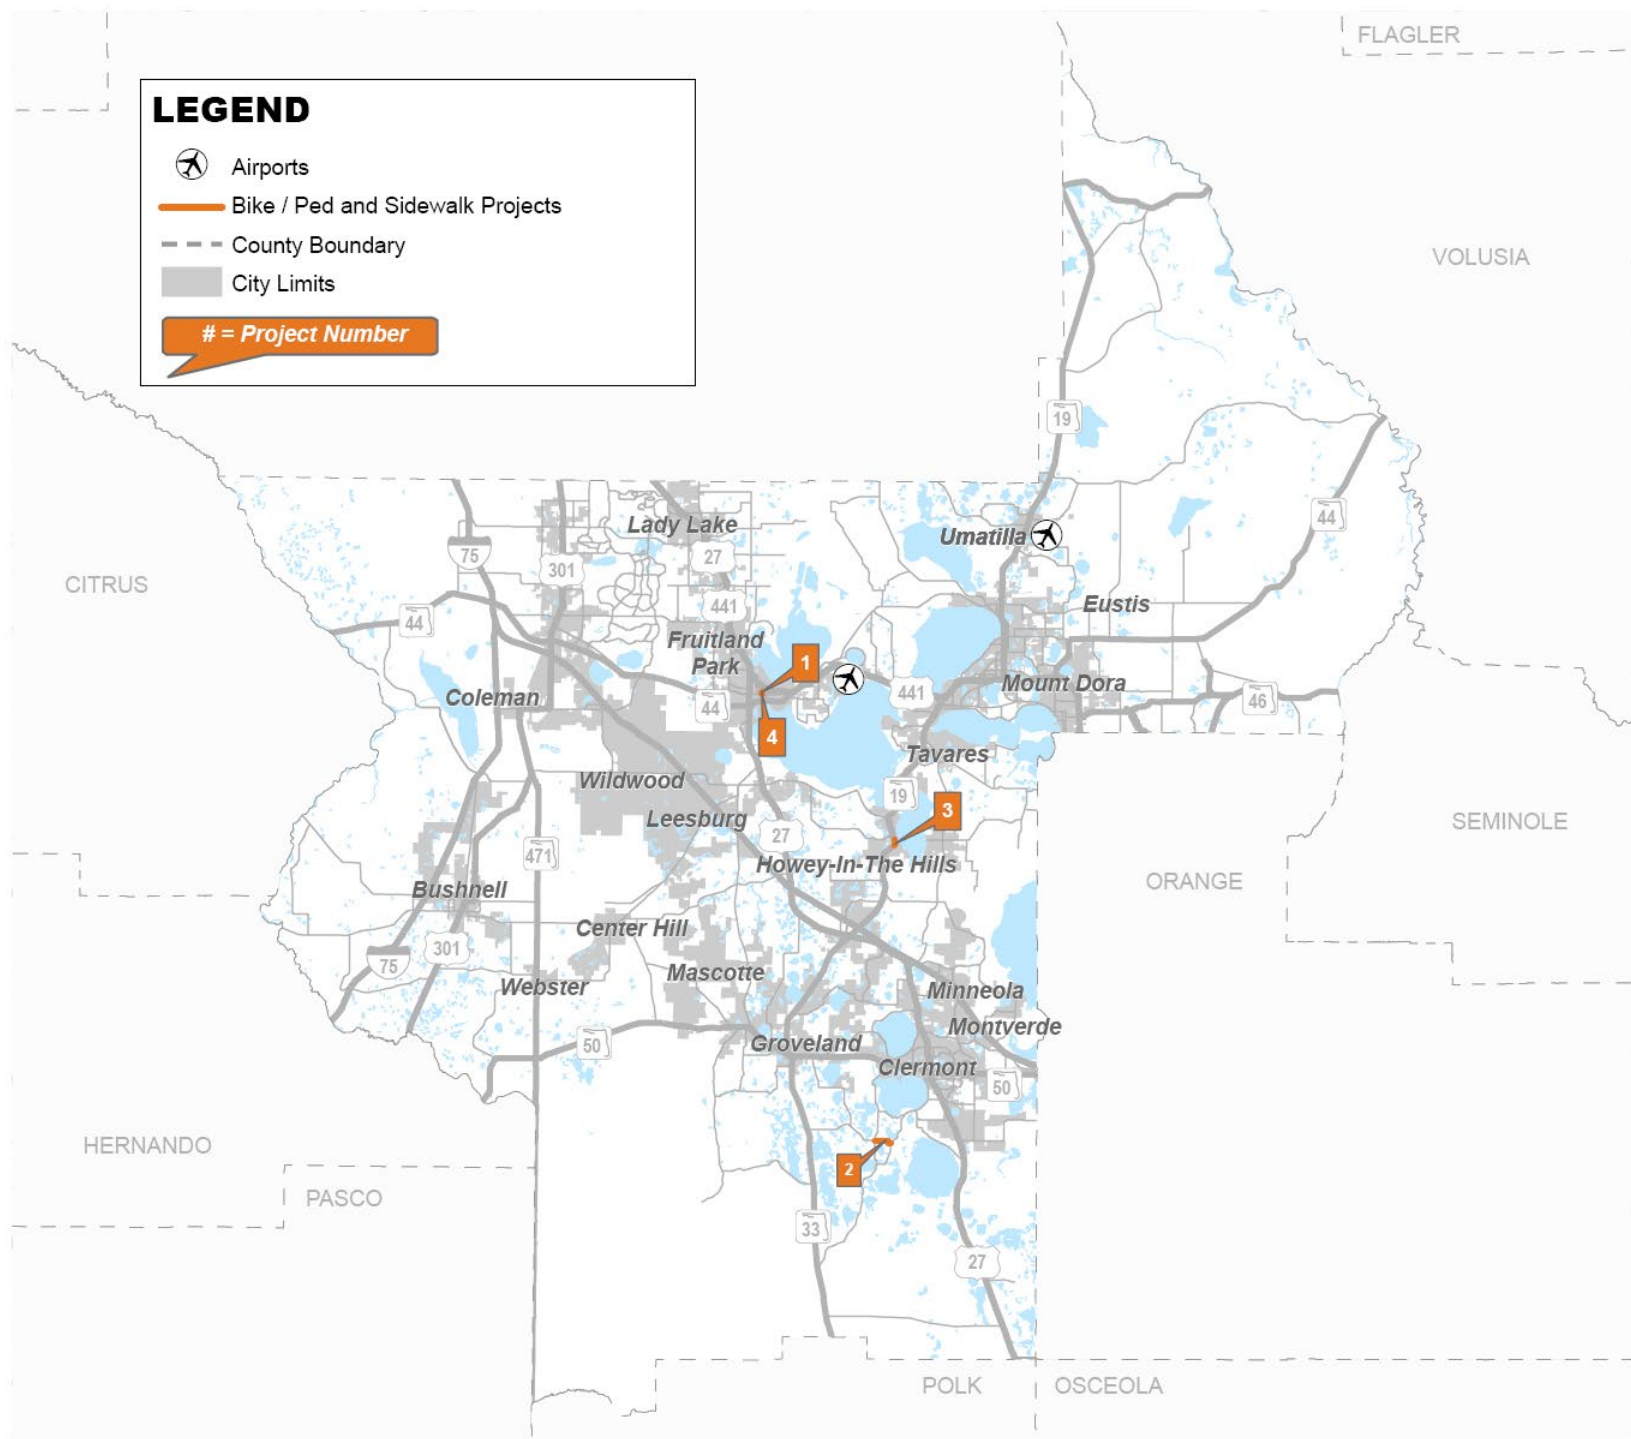 FLAGLER
LEGEND
Airports
Bike / Ped and Sidewalk Projects
County Boundary
City Limits
# = Project Number
VOLUSIA
19
44
Lady Lake
Umatilla
75
27
301
CITRUS
441
Eustis
44
Fruitland
Park
1
Mount Dora
441
Coleman
44
46
4
Tavares
Wildwood
19
3
Leesburg
SEMINOLE
27
471
Howey-In-The Hills
ORANGE
Bushnell
Center Hill
301
75
Mascotte
Webster
Minneola
Montverde
50
Groveland
Clermont
50
HERNANDO
2
PASCO
33
27
POLK
OSCEOLA